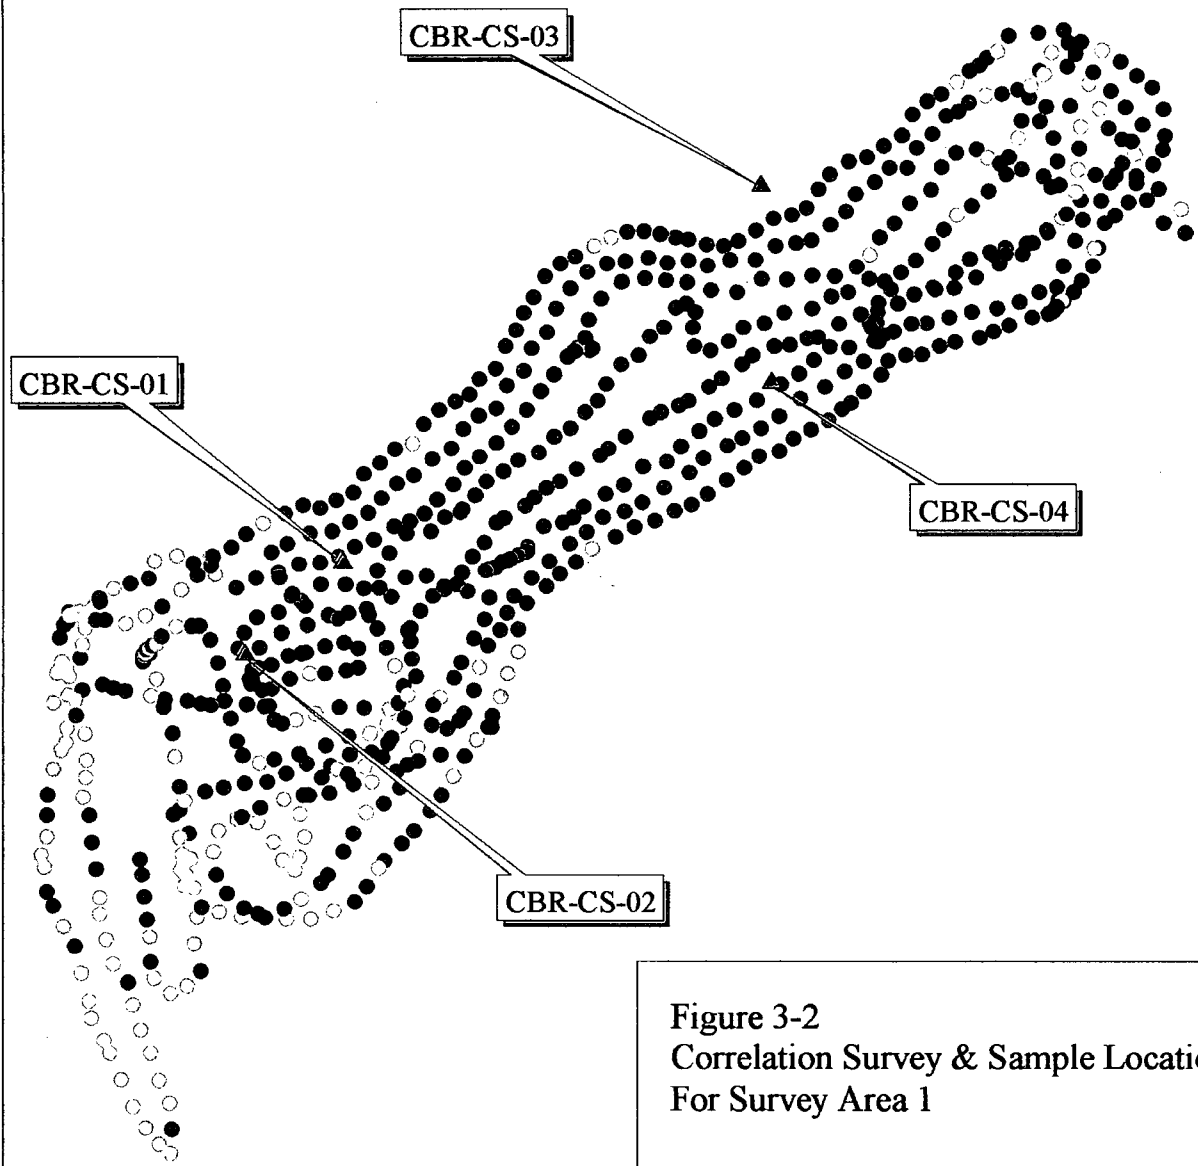 CBR-CS-03
CBR-CS-01
CBR-CS-04
CBR-CS-02
Figure 3-2
Correlation Survey & Sample Locatio
For Survey Area 1